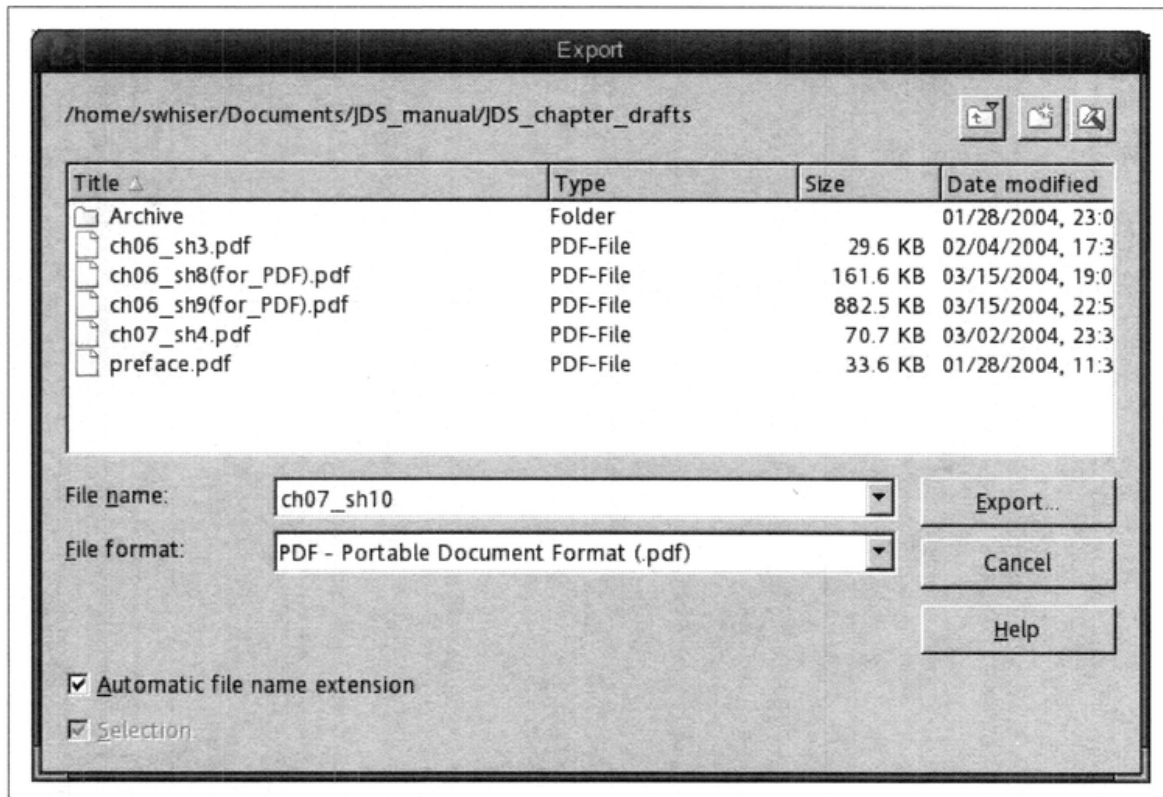 Export
/home/swhiser/Documents/JDS_manual/JDS_chapter_drafts
Title Type Size Date modified
Archive Folder 01/28/2004, 23:0
ch06_sh3.pdf PDF-File 29.6 KB 02/04/2004, 17:3
ch06_sh8(for_PDF).pdf PDF-File 161.6 KB 03/15/2004, 19:0
ch06_sh9(for_PDF).pdf PDF-File 882.5 KB 03/15/2004, 22:5
ch07_sh4.pdf PDF-File 70.7 KB 03/02/2004, 23:3
preface.pdf PDF-File 33.6 KB 01/28/2004, 11:3
File name: ch07_sh10 Export...
File format: PDF - Portable Document Format (.pdf) Cancel
Help
Automatic file name extension
Selection